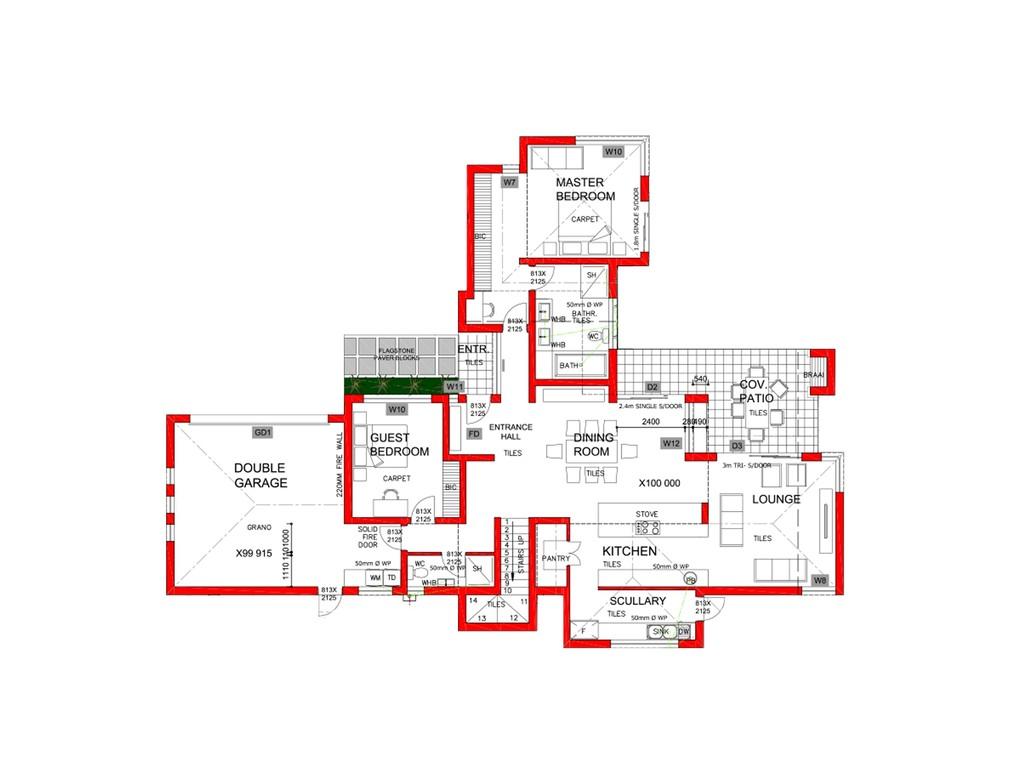 W10
MASTER
BEDROOM
CARPET
1.8m SINGLE S/DOOR
W7
BIC
813X
2125
SH
50mm Ø WP
WHB
BATHR.
TILES
WHB
WC
BATH
813X
2125
FLAGSTONE
PAVER BLOCKS
ENTR.
TILES
W11
D2
540
COV.
PATIO
TILES
BRAAI
2.4m SINGLE S/DOOR
2400
280
490
W12
D3
3m TRI- S/DOOR
W10
GUEST
BEDROOM
CARPET
BIC
813X
2125
FD
ENTRANCE
HALL
TILES
DINING
ROOM
TILES
X100 000
LOUNGE
TILES
W8
GD1
DOUBLE
GARAGE
220MM FIRE WALL
GRANO
X99 915
1110
110
1000
SOLID
FIRE
DOOR
813X
2125
813X
2125
50mm Ø WP
WM
TD
813X
2125
WC
50mm Ø WP
WHB
813X
2125
SH
1
2
3
4
5
6
7
8
9
10
11
12
13
14
STAIRS UP
TILES
PANTRY
STOVE
KITCHEN
TILES
50mm Ø WP
PB
SCULLARY
TILES
50mm Ø WP
F
SINK
DW
813X
2125